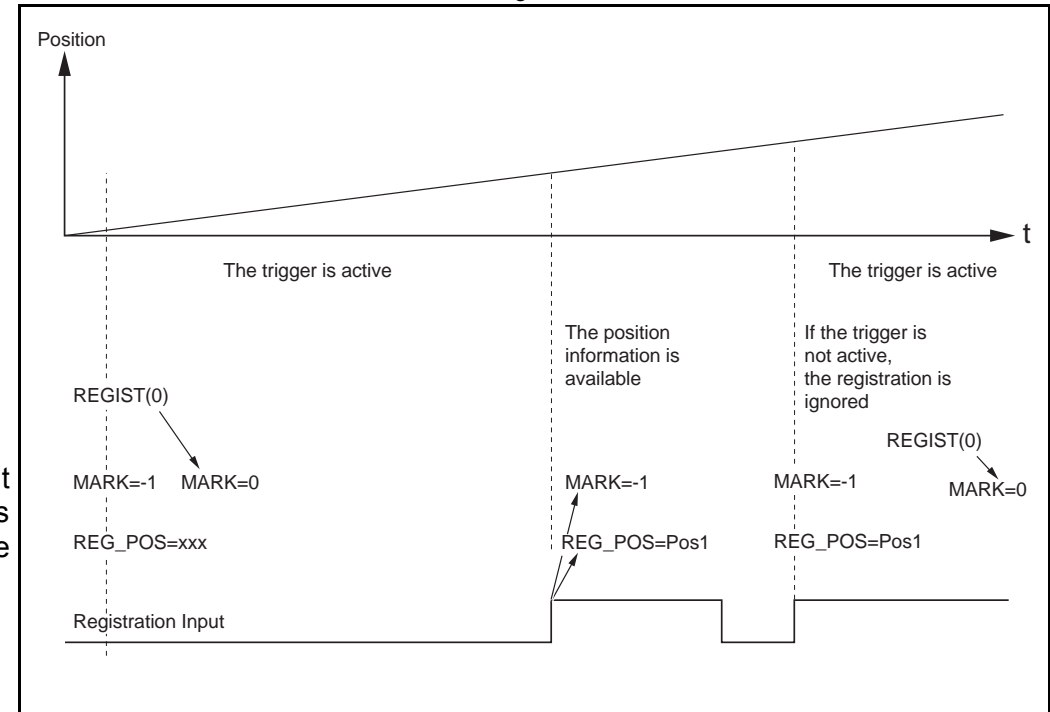 Position
t
The trigger is active
The trigger is active
The position
information is
available
If the trigger is
not active,
the registration is
ignored
REGIST(0)
REGIST(0)
MARK=-1
MARK=0
MARK=-1
MARK=-1
MARK=0
REG_POS=xxx
REG_POS=Pos1
REG_POS=Pos1
Registration Input
t
s
e